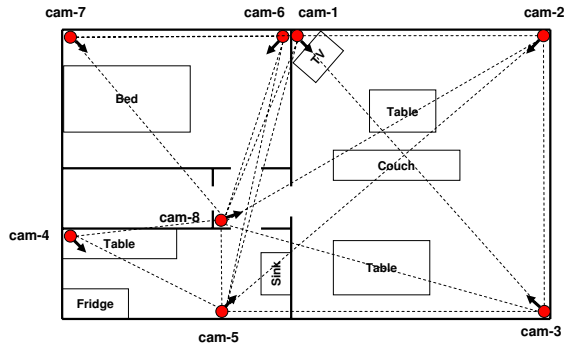 cam-7
cam-6
cam-1
cam-2
TV
Bed
Table
Couch
cam-8
cam-4
Table
Sink
Table
Fridge
cam-5
cam-3